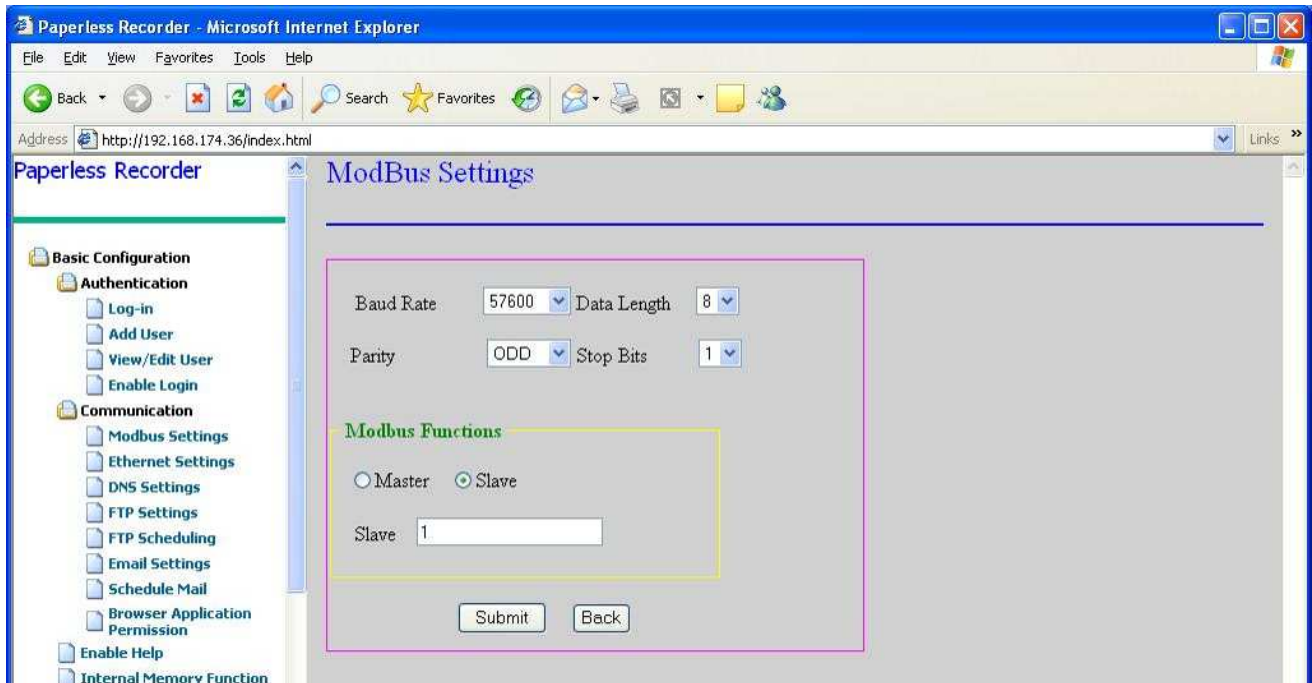 Paperless Recorder - Microsoft Internet Explorer
File Edit View Favorites Tools Help
Back Search Favorites
Address http://192.168.174.36/index.html Links »
Paperless Recorder
Basic Configuration
Authentication
Log-in
Add User
View/Edit User
Enable Login
Communication
Modbus Settings
Ethernet Settings
DNS Settings
FTP Settings
FTP Scheduling
Email Settings
Schedule Mail
Browser Application
Permission
Enable Help
Internal Memory Function
ModBus Settings
Baud Rate 57600 Data Length 8
Parity ODD Stop Bits 1
Modbus Functions
Master Slave
Slave 1
Submit Back